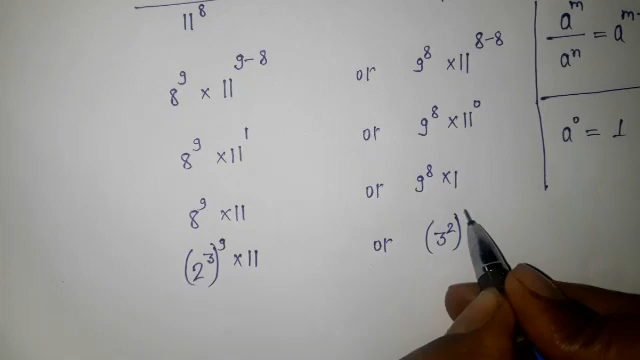 11^8
8^9 × 11^{9-8} or 9^8 × 11^{8-8}
8^9 × 11^1 or 9^8 × 11^0
8^9 × 11 or 9^8 × 1
(2^3)^9 × 11 or (3^2)
a^m / a^n = a^{m-
a^0 = 1